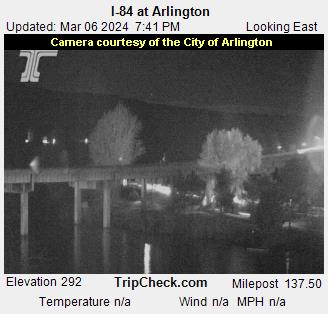 I-84 at Arlington
Updated: Mar 06 2024 7:41 PM Looking East
Camera courtesy of the City of Arlington
Elevation 292 TripCheck.com Milepost 137.50
Temperature n/a Wind n/a MPH n/a